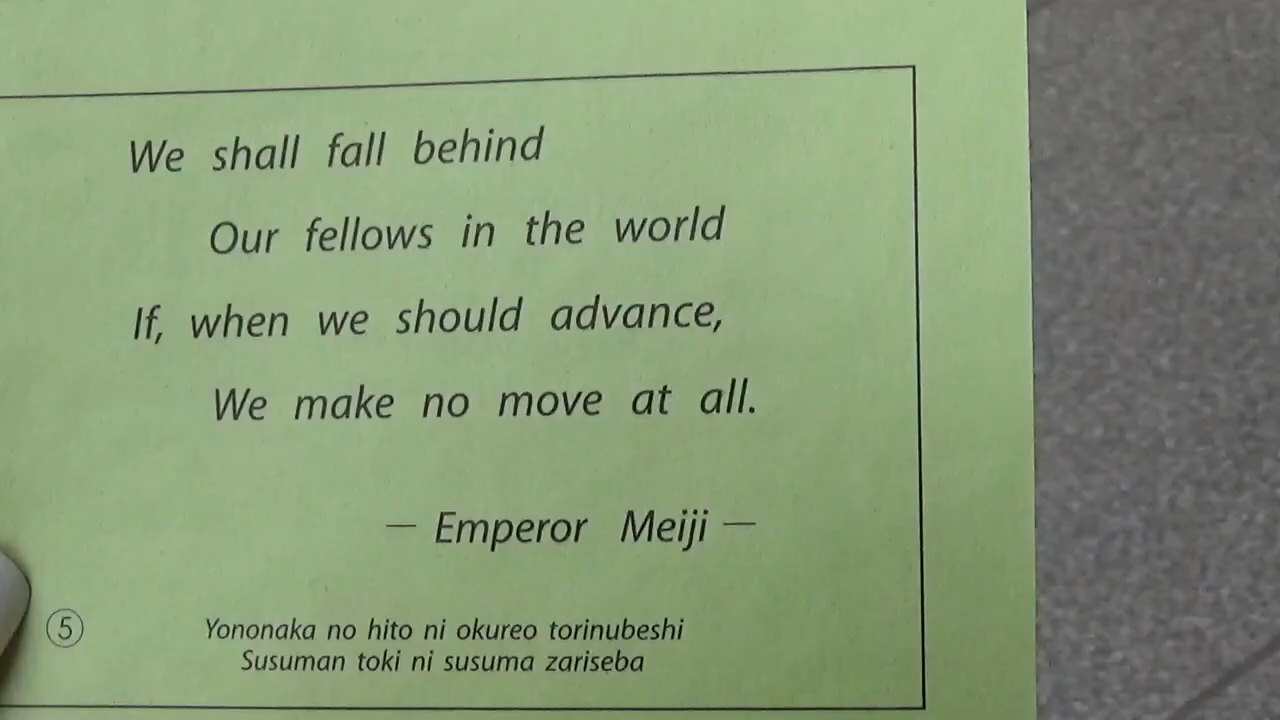 We shall fall behind
Our fellows in the world
If, when we should advance,
We make no move at all.
— Emperor Meiji —
⑤ Yononaka no hito ni okureo torinubeshi
Susuman toki ni susuma zariseba